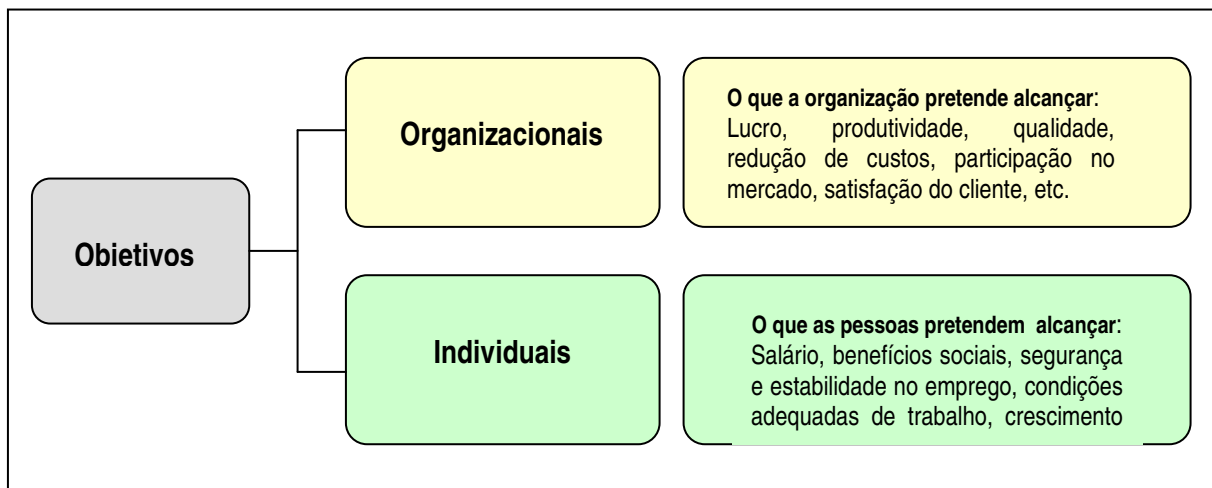 Objetivos
Organizacionais
O que a organização pretende alcançar:
Lucro, produtividade, qualidade,
redução de custos, participação no
mercado, satisfação do cliente, etc.
Individuais
O que as pessoas pretendem alcançar:
Salário, benefícios sociais, segurança
e estabilidade no emprego, condições
adequadas de trabalho, crescimento